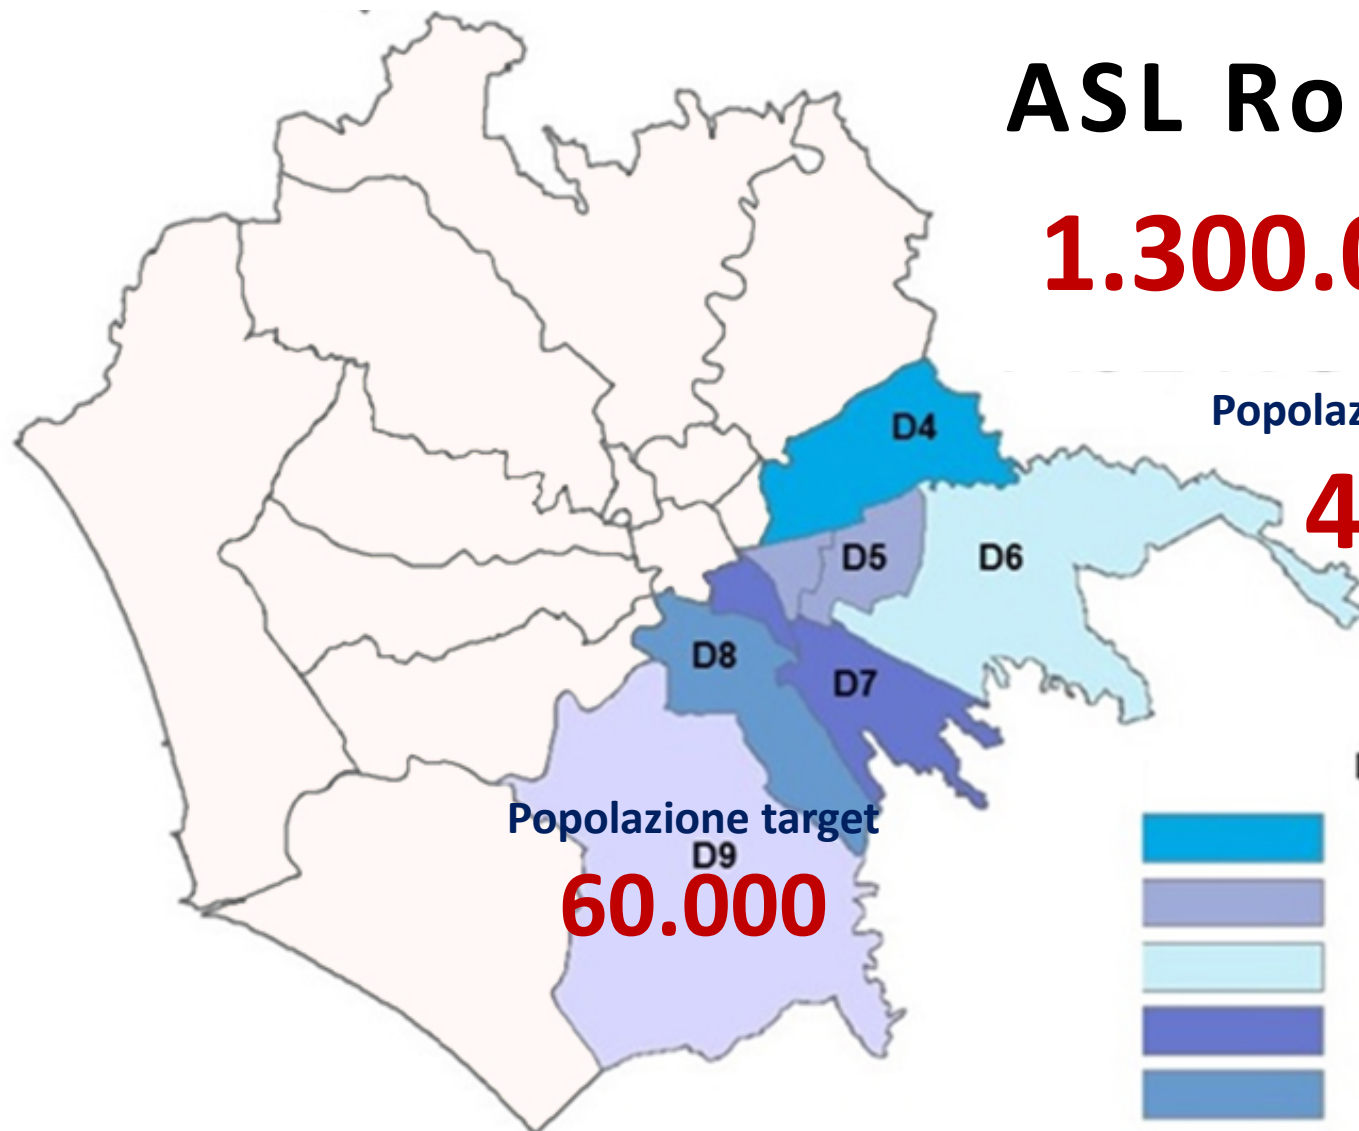 ASL Ro
1.300.
Popolaz
4
D4
D5
D6
D8
D7
Popolazione target
D9
60.000